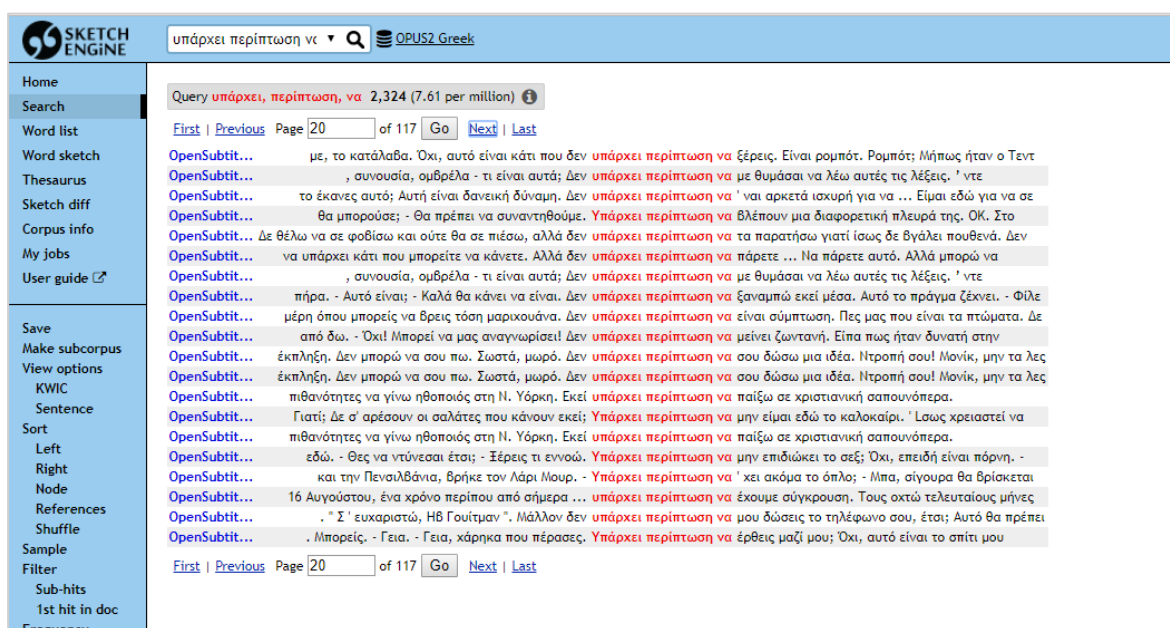 SKETCH
ENGINE
υπάρχει περίπτωση νc OPUS2 Greek
Home
Search
Word list
Word sketch
Thesaurus
Sketch diff
Corpus info
My jobs
User guide
Save
Make subcorpus
View options
KWIC
Sentence
Sort
Left
Right
Node
References
Shuffle
Sample
Filter
Sub-hits
1st hit in doc
Query υπάρχει, περίπτωση, να 2,324 (7.61 per million)
First | Previous Page 20 of 117 Go Next | Last
OpenSubtit... με, το κατάλαβα. Όχι, αυτό είναι κάτι που δεν υπάρχει περίπτωση να ξέρεις. Είναι ρομπότ. Ρομπότ; Μήπως ήταν ο Τεντ
OpenSubtit... , συνουσία, ομβρέλα - τι είναι αυτά; Δεν υπάρχει περίπτωση να με θυμάσαι να λέω αυτές τις λέξεις. ' ντε
OpenSubtit... το έκανες αυτό; Αυτή είναι δανεική δύναμη. Δεν υπάρχει περίπτωση να ' ναι αρκετά ισχυρή για να ... Είμαι εδώ για να σε
OpenSubtit... θα μπορούσε; - Θα πρέπει να συναντηθούμε. Υπάρχει περίπτωση να βλέπουν μια διαφορετική πλευρά της. ΟΚ. Στο
OpenSubtit... Δε θέλω να σε φοβίσω και ούτε θα σε πιέσω, αλλά δεν υπάρχει περίπτωση να τα παρατήσω γιατί ίσως δε βγάλει πουθενά. Δεν
OpenSubtit... να υπάρχει κάτι που μπορείτε να κάνετε. Αλλά δεν υπάρχει περίπτωση να πάρετε ... Να πάρετε αυτό. Αλλά μπορώ να
OpenSubtit... , συνουσία, ομβρέλα - τι είναι αυτά; Δεν υπάρχει περίπτωση να με θυμάσαι να λέω αυτές τις λέξεις. ' ντε
OpenSubtit... πήρα. - Αυτό είναι; - Καλά θα κάνει να είναι. Δεν υπάρχει περίπτωση να ξαναμπώ εκεί μέσα. Αυτό το πράγμα ζέχνει. - Φίλε
OpenSubtit... μέρη όπου μπορείς να βρεις τόση μαριχουάνα. Δεν υπάρχει περίπτωση να είναι σύμπτωση. Πες μας που είναι τα πτώματα. Δε
OpenSubtit... από δω. - Όχι! Μπορεί να μας αναγνωρίσει! Δεν υπάρχει περίπτωση να μείνει ζωντανή. Είπα πως ήταν δυνατή στην
OpenSubtit... έκπληξη. Δεν μπορώ να σου πω. Σωστά, μωρό. Δεν υπάρχει περίπτωση να σου δώσω μια ιδέα. Ντροπή σου! Μονίκ, μην τα λες
OpenSubtit... έκπληξη. Δεν μπορώ να σου πω. Σωστά, μωρό. Δεν υπάρχει περίπτωση να σου δώσω μια ιδέα. Ντροπή σου! Μονίκ, μην τα λες
OpenSubtit... πιθανότητες να γίνω ηθοποιός στη Ν. Υόρκη. Εκεί υπάρχει περίπτωση να παίξω σε χριστιανική σαπουνόπερα.
OpenSubtit... Γιατί; Δε σ' αρέσουν οι σαλάτες που κάνουν εκεί; Υπάρχει περίπτωση να μην είμαι εδώ το καλοκαίρι. ' Lσως χρειαστεί να
OpenSubtit... πιθανότητες να γίνω ηθοποιός στη Ν. Υόρκη. Εκεί υπάρχει περίπτωση να παίξω σε χριστιανική σαπουνόπερα.
OpenSubtit... εδώ. - Θες να ντύνεσαι έτσι; - Ξέρεις τι εννοώ. Υπάρχει περίπτωση να μην επιδιώκει το σεξ; Όχι, επειδή είναι πόρνη. -
OpenSubtit... και την Πενσιλβάνια, βρήκε τον Λάρι Μουρ. - Υπάρχει περίπτωση να ' χει ακόμα το όπλο; - Μπα, σίγουρα θα βρίσκεται
OpenSubtit... 16 Αυγούστου, ένα χρόνο περίπου από σήμερα ... υπάρχει περίπτωση να έχουμε σύγκρουση. Τους οχτώ τελευταίους μήνες
OpenSubtit... . " Σ ' ευχαριστώ, Ηβ Γουίτμαν ". Μάλλον δεν υπάρχει περίπτωση να μου δώσεις το τηλέφωνο σου, έτσι; Αυτό θα πρέπει
OpenSubtit... . Μπορείς. - Γεια. - Γεια, χάρηκα που πέρασες. Υπάρχει περίπτωση να έρθεις μαζί μου; Όχι, αυτό είναι το σπίτι μου
First | Previous Page 20 of 117 Go Next | Last